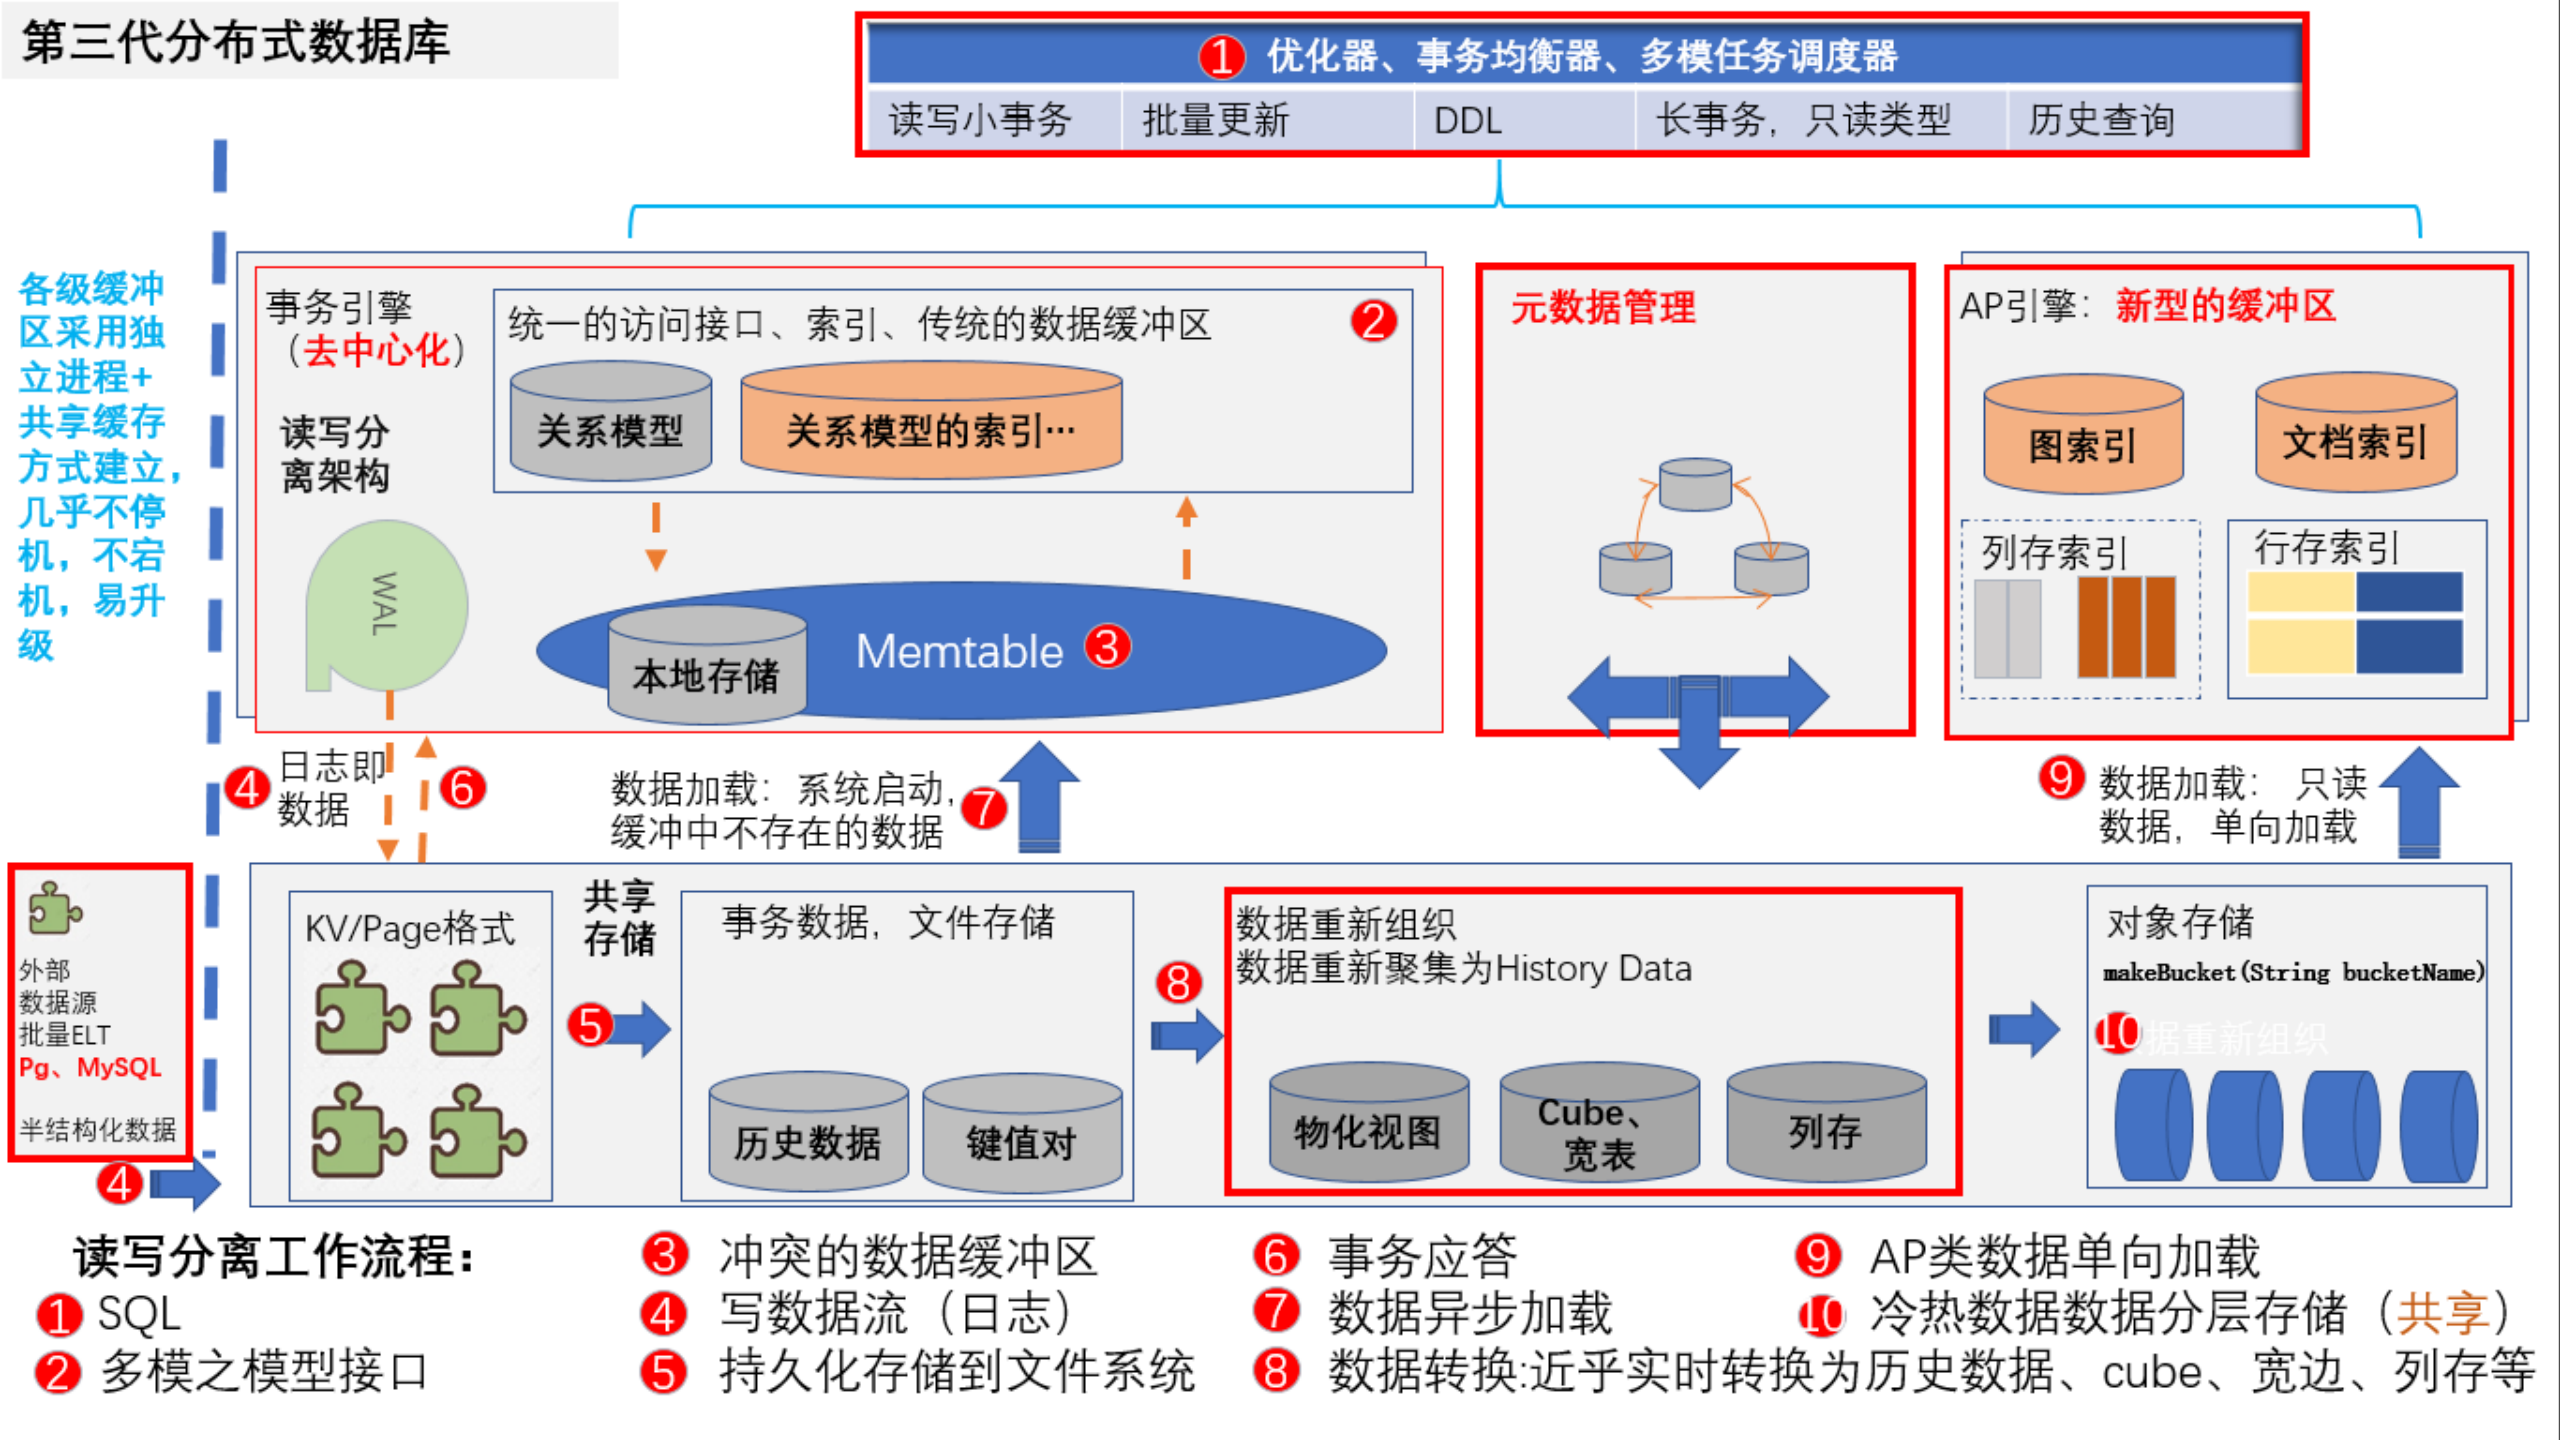 第三代分布式数据库
1 优化器、事务均衡器、多模任务调度器
读写小事务 批量更新 DDL 长事务，只读类型 历史查询
各级缓冲
区采用独
立进程+
共享缓存
方式建立，
几乎不停
机，不宕
机，易升
级
事务引擎
（去中心化）
读写分
离架构
WAL
统一的访问接口、索引、传统的数据缓冲区 2
关系模型 关系模型的索引…
本地存储 Memtable 3
元数据管理
AP引擎：新型的缓冲区
图索引 文档索引
列存索引 行存索引
4 日志即
数据
6
数据加载：系统启动，
缓冲中不存在的数据
7
9 数据加载： 只读
数据，单向加载
外部
数据源
批量ELT
Pg、MySQL
半结构化数据
4
KV/Page格式
共享
存储
5
事务数据，文件存储
历史数据 键值对
8
数据重新组织
数据重新聚集为History Data
物化视图 Cube、
宽表
列存
对象存储
makeBucket(String bucketName)
10 据重新组织
读写分离工作流程：
1 SQL
2 多模之模型接口
3 冲突的数据缓冲区
4 写数据流（日志）
5 持久化存储到文件系统
6 事务应答
7 数据异步加载
8 数据转换:近乎实时转换为历史数据、cube、宽边、列存等
9 AP类数据单向加载
10 冷热数据数据分层存储（共享）